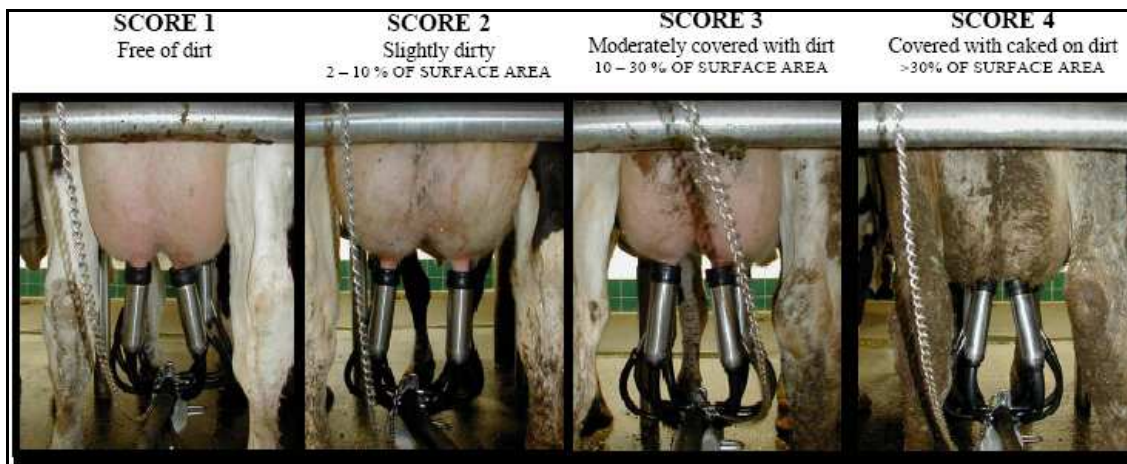 SCORE 1
Free of dirt
SCORE 2
Slightly dirty
2 – 10 % OF SURFACE AREA
SCORE 3
Moderately covered with dirt
10 – 30 % OF SURFACE AREA
SCORE 4
Covered with caked on dirt
>30% OF SURFACE AREA